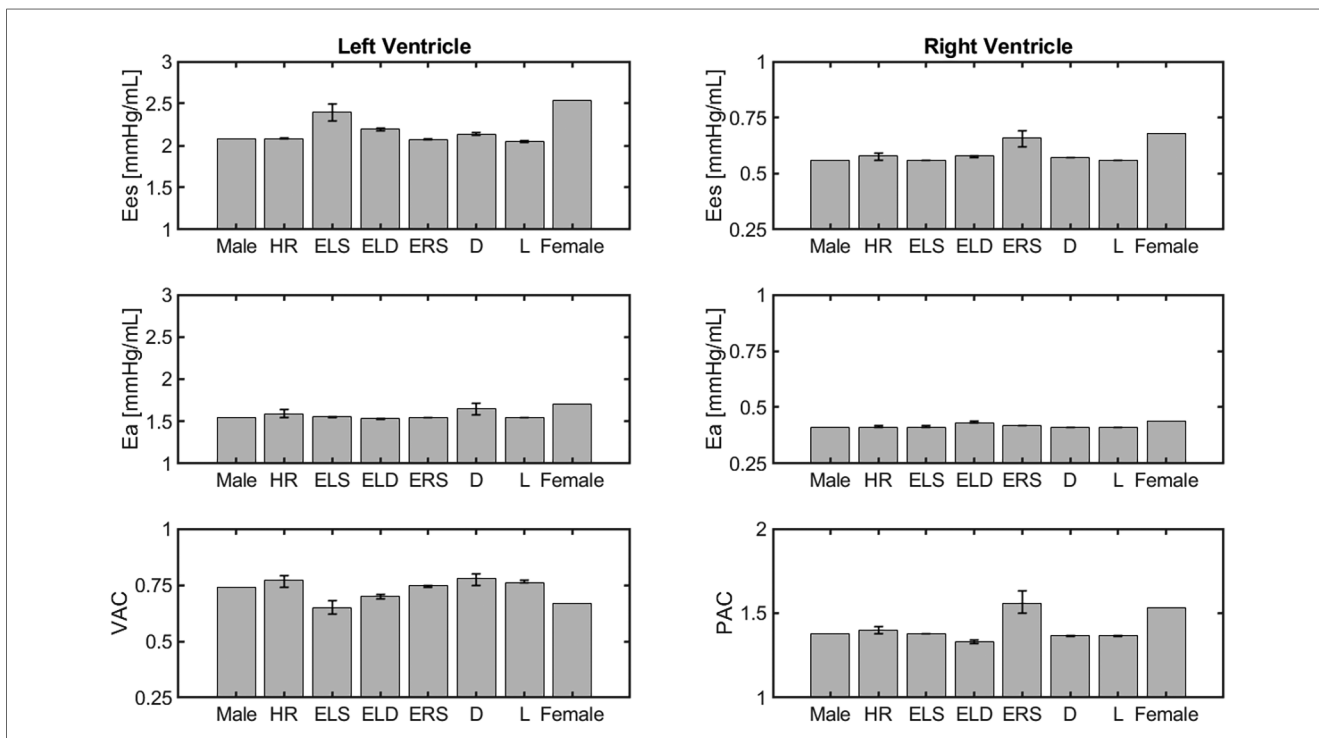 Left Ventricle
3
2.5
2
1.5
1
Ees [mmHg/mL]
Male HR ELS ELD ERS D L Female
Right Ventricle
1
0.75
0.5
0.25
Ees [mmHg/mL]
Male HR ELS ELD ERS D L Female
3
2.5
2
1.5
1
Ea [mmHg/mL]
Male HR ELS ELD ERS D L Female
1
0.75
0.5
0.25
Ea [mmHg/mL]
Male HR ELS ELD ERS D L Female
1
0.75
0.5
0.25
VAC
Male HR ELS ELD ERS D L Female
2
1.5
1
PAC
Male HR ELS ELD ERS D L Female